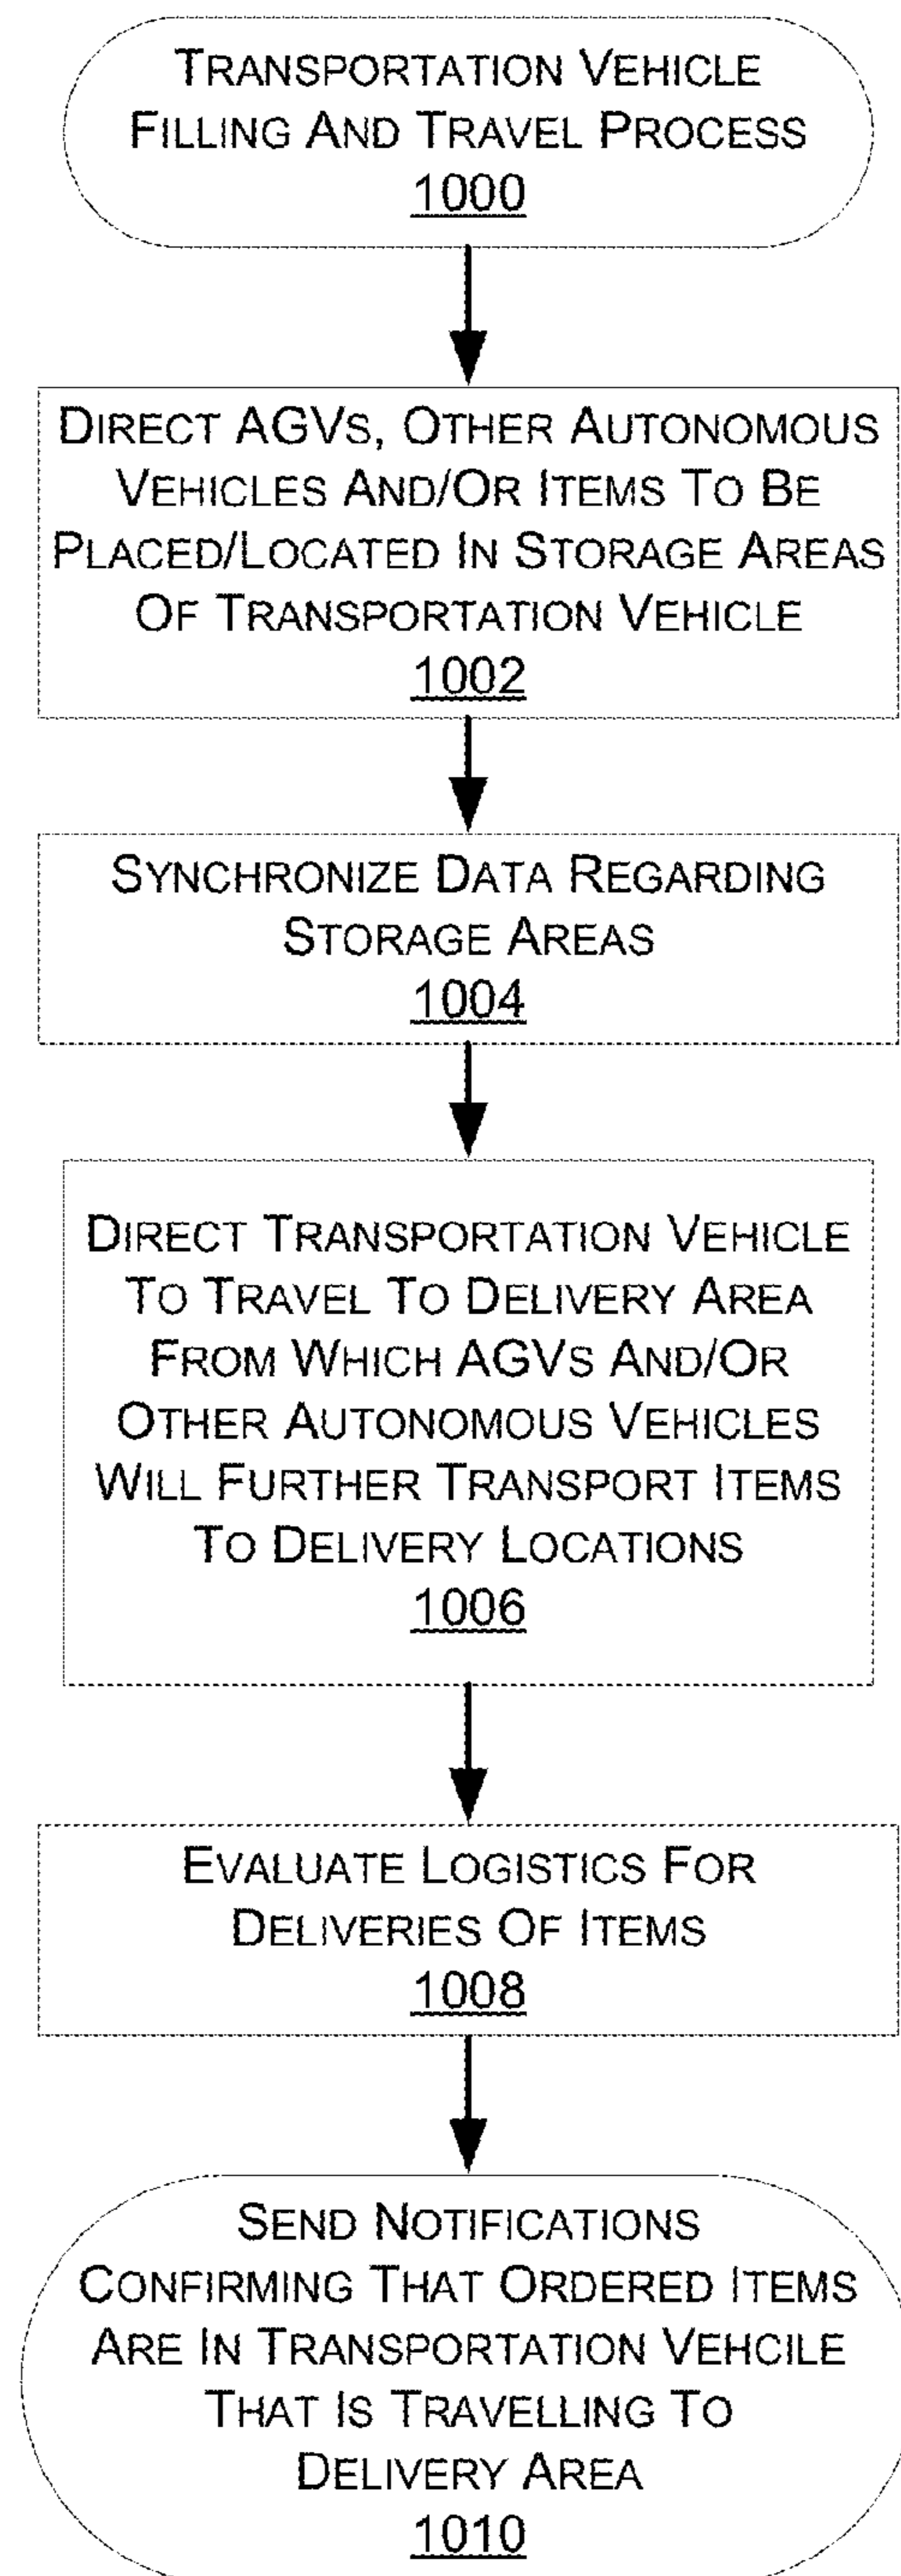 TRANSPORTATION VEHICLE
FILLING AND TRAVEL PROCESS
1000
DIRECT AGVS, OTHER AUTONOMOUS
VEHICLES AND/OR ITEMS TO BE
PLACED/LOCATED IN STORAGE AREAS
OF TRANSPORTATION VEHICLE
1002
SYNCHRONIZE DATA REGARDING
STORAGE AREAS
1004
DIRECT TRANSPORTATION VEHICLE
TO TRAVEL TO DELIVERY AREA
FROM WHICH AGVS AND/OR
OTHER AUTONOMOUS VEHICLES
WILL FURTHER TRANSPORT ITEMS
TO DELIVERY LOCATIONS
1006
EVALUATE LOGISTICS FOR
DELIVERIES OF ITEMS
1008
SEND NOTIFICATIONS
CONFIRMING THAT ORDERED ITEMS
ARE IN TRANSPORTATION VEHCILE
THAT IS TRAVELLING TO
DELIVERY AREA
1010